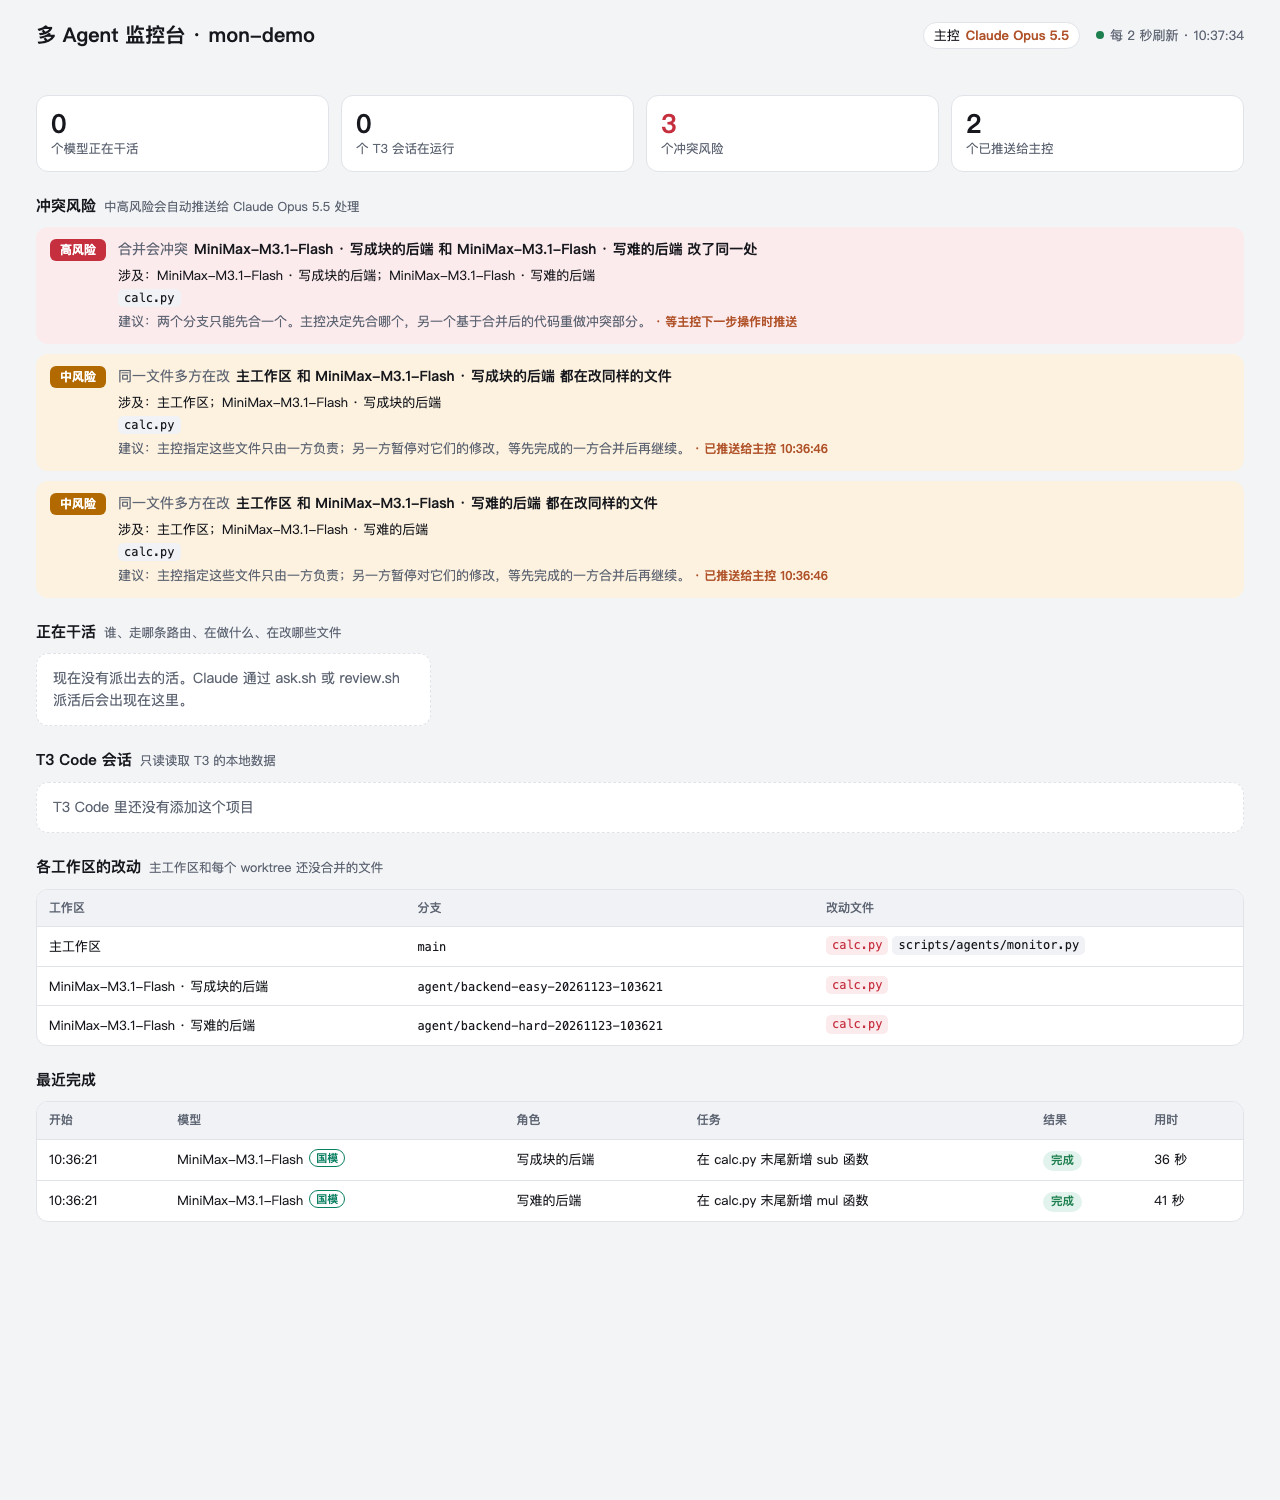 多 Agent 监控台 · mon-demo
主控 Claude Opus 5.5
每 2 秒刷新 · 10:37:34
0
个模型正在干活
0
个 T3 会话在运行
3
个冲突风险
2
个已推送给主控
冲突风险 中高风险会自动推送给 Claude Opus 5.5 处理
高风险 合并会冲突 MiniMax-M3.1-Flash · 写成块的后端 和 MiniMax-M3.1-Flash · 写难的后端 改了同一处
涉及：MiniMax-M3.1-Flash · 写成块的后端；MiniMax-M3.1-Flash · 写难的后端
calc.py
建议：两个分支只能先合一个。主控决定先合哪个，另一个基于合并后的代码重做冲突部分。 · 等主控下一步操作时推送
中风险 同一文件多方在改 主工作区 和 MiniMax-M3.1-Flash · 写成块的后端 都在改同样的文件
涉及：主工作区；MiniMax-M3.1-Flash · 写成块的后端
calc.py
建议：主控指定这些文件只由一方负责；另一方暂停对它们的修改，等先完成的一方合并后再继续。 · 已推送给主控 10:36:46
中风险 同一文件多方在改 主工作区 和 MiniMax-M3.1-Flash · 写难的后端 都在改同样的文件
涉及：主工作区；MiniMax-M3.1-Flash · 写难的后端
calc.py
建议：主控指定这些文件只由一方负责；另一方暂停对它们的修改，等先完成的一方合并后再继续。 · 已推送给主控 10:36:46
正在干活 谁、走哪条路由、在做什么、在改哪些文件
现在没有派出去的活。Claude 通过 ask.sh 或 review.sh
派活后会出现在这里。
T3 Code 会话 只读读取 T3 的本地数据
T3 Code 里还没有添加这个项目
各工作区的改动 主工作区和每个 worktree 还没合并的文件
工作区 分支 改动文件
主工作区 main calc.py scripts/agents/monitor.py
MiniMax-M3.1-Flash · 写成块的后端 agent/backend-easy-20261123-103621 calc.py
MiniMax-M3.1-Flash · 写难的后端 agent/backend-hard-20261123-103621 calc.py
最近完成
开始 模型 角色 任务 结果 用时
10:36:21 MiniMax-M3.1-Flash 国模 写成块的后端 在 calc.py 末尾新增 sub 函数 完成 36 秒
10:36:21 MiniMax-M3.1-Flash 国模 写难的后端 在 calc.py 末尾新增 mul 函数 完成 41 秒